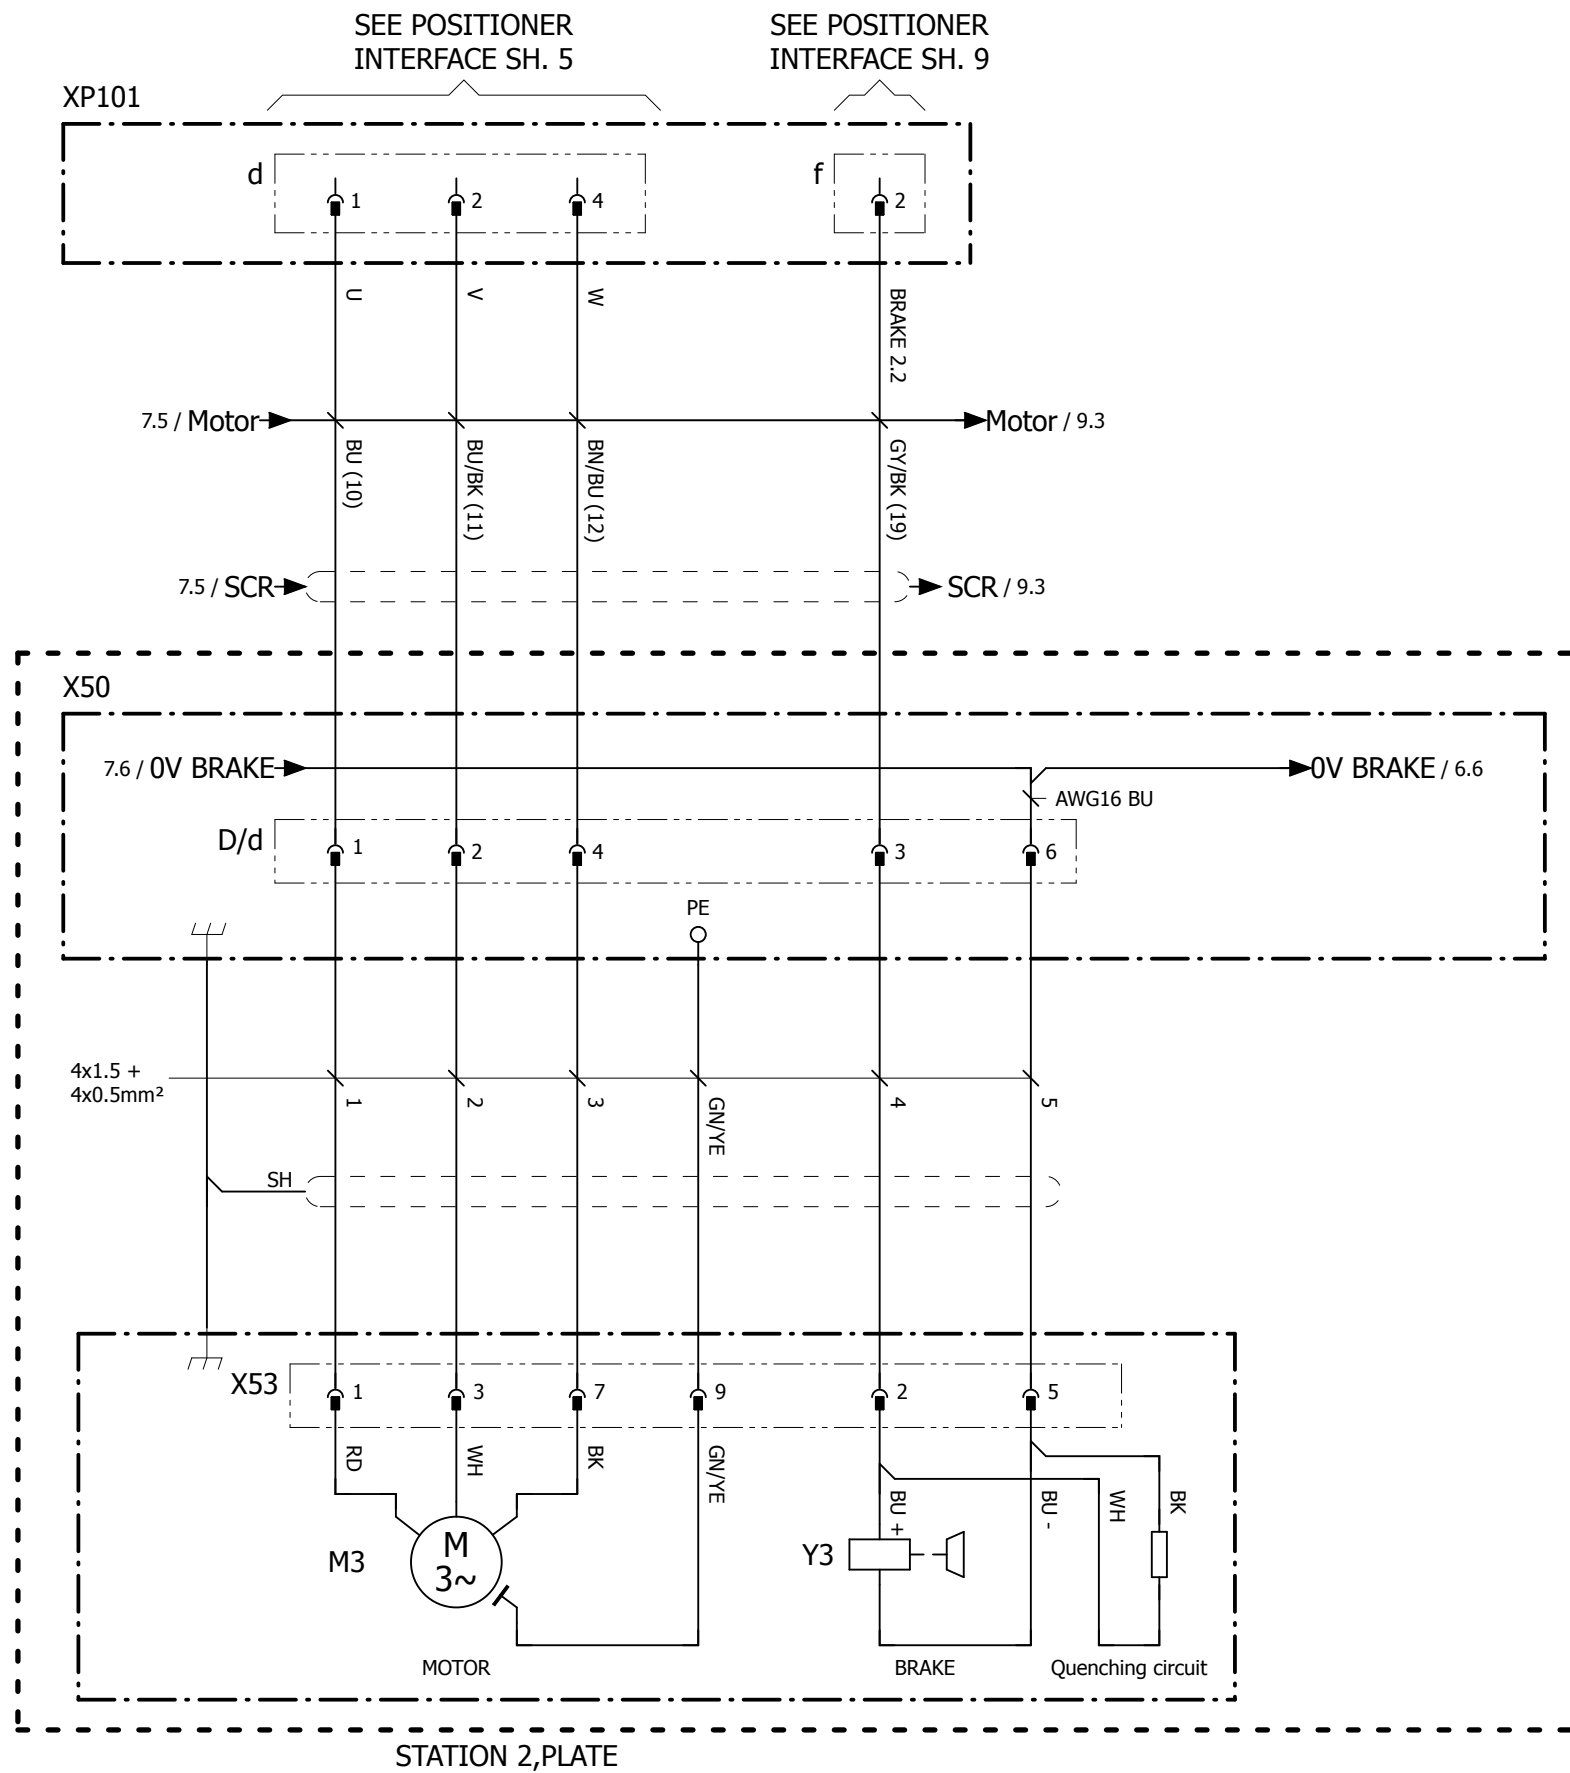 SEE POSITIONER
INTERFACE SH. 5
SEE POSITIONER
INTERFACE SH. 9
XP101
d
1
2
4
f
2
U
V
W
BRAKE 2.2
7.5 / Motor
Motor / 9.3
BU (10)
BU/BK (11)
BN/BU (12)
GY/BK (19)
7.5 / SCR
SCR / 9.3
X50
7.6 / 0V BRAKE
0V BRAKE / 6.6
AWG16 BU
D/d
1
2
4
3
6
PE
4x1.5 +
4x0.5mm²
1
2
3
GN/YE
4
5
SH
X53
1
3
7
9
2
5
RD
WH
BK
GN/YE
BU +
BU -
WH
BK
M3
M
3~
Y3
MOTOR
BRAKE
Quenching circuit
STATION 2,PLATE